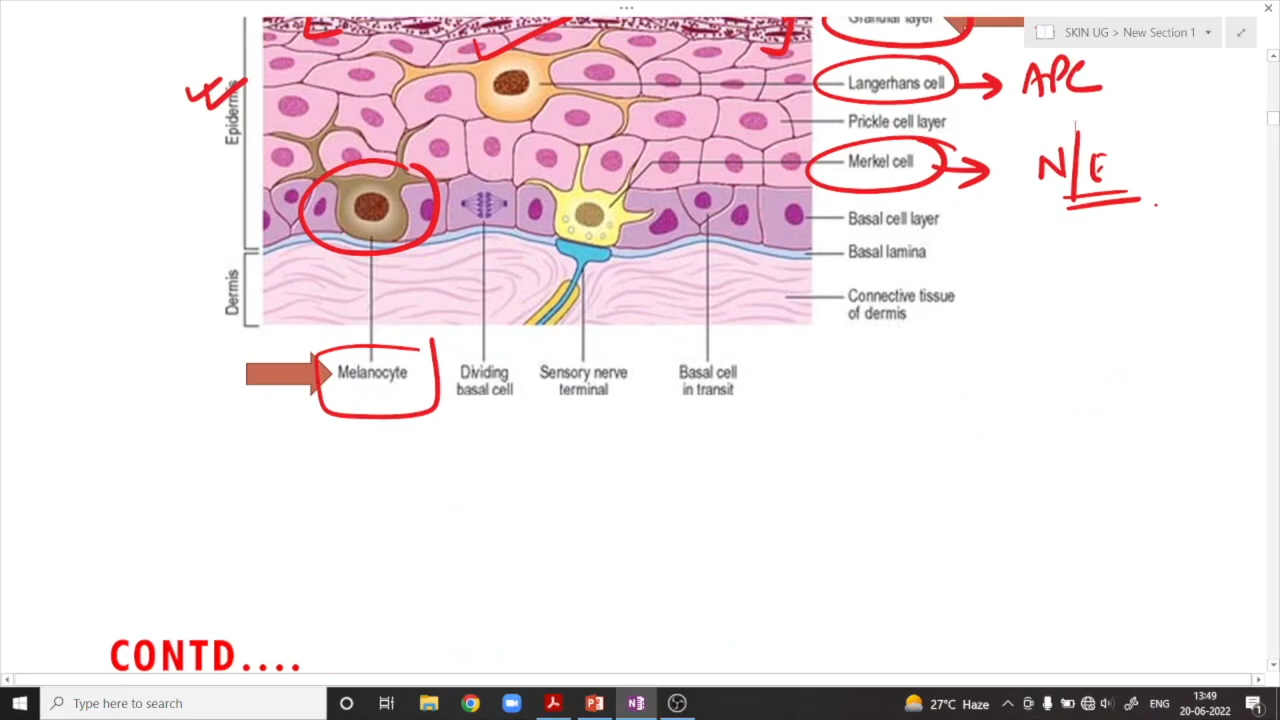 Granular layer
SKIN UG > New Section 1
Langerhans cell
APC
Epidermis
Prickle cell layer
Merkel cell
N/E
Basal cell layer
Basal lamina
Dermis
Connective tissue
of dermis
Melanocyte
Dividing
basal cell
Sensory nerve
terminal
Basal cell
in transit
CONTD....
Type here to search
27°C Haze
ENG
13:49
20-06-2022